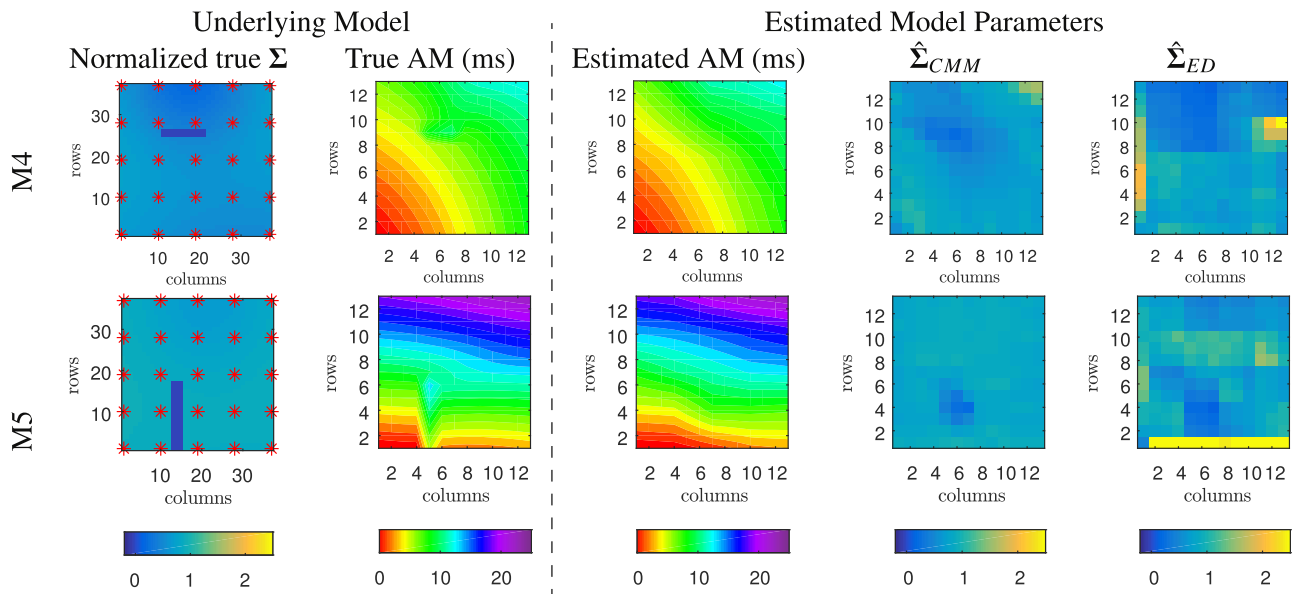 Underlying Model
Estimated Model Parameters
Normalized true Σ
True AM (ms)
Estimated AM (ms)
Σ̂_CMM
Σ̂_ED
M4
rows
30
20
10
10 20 30
columns
rows
12
10
8
6
4
2
2 4 6 8 10 12
columns
rows
12
10
8
6
4
2
2 4 6 8 10 12
columns
rows
12
10
8
6
4
2
2 4 6 8 10 12
columns
rows
12
10
8
6
4
2
2 4 6 8 10 12
columns
M5
rows
30
20
10
10 20 30
columns
rows
12
10
8
6
4
2
2 4 6 8 10 12
columns
rows
12
10
8
6
4
2
2 4 6 8 10 12
columns
rows
12
10
8
6
4
2
2 4 6 8 10 12
columns
rows
12
10
8
6
4
2
2 4 6 8 10 12
columns
0 1 2
0 10 20
0 10 20
0 1 2
0 1 2